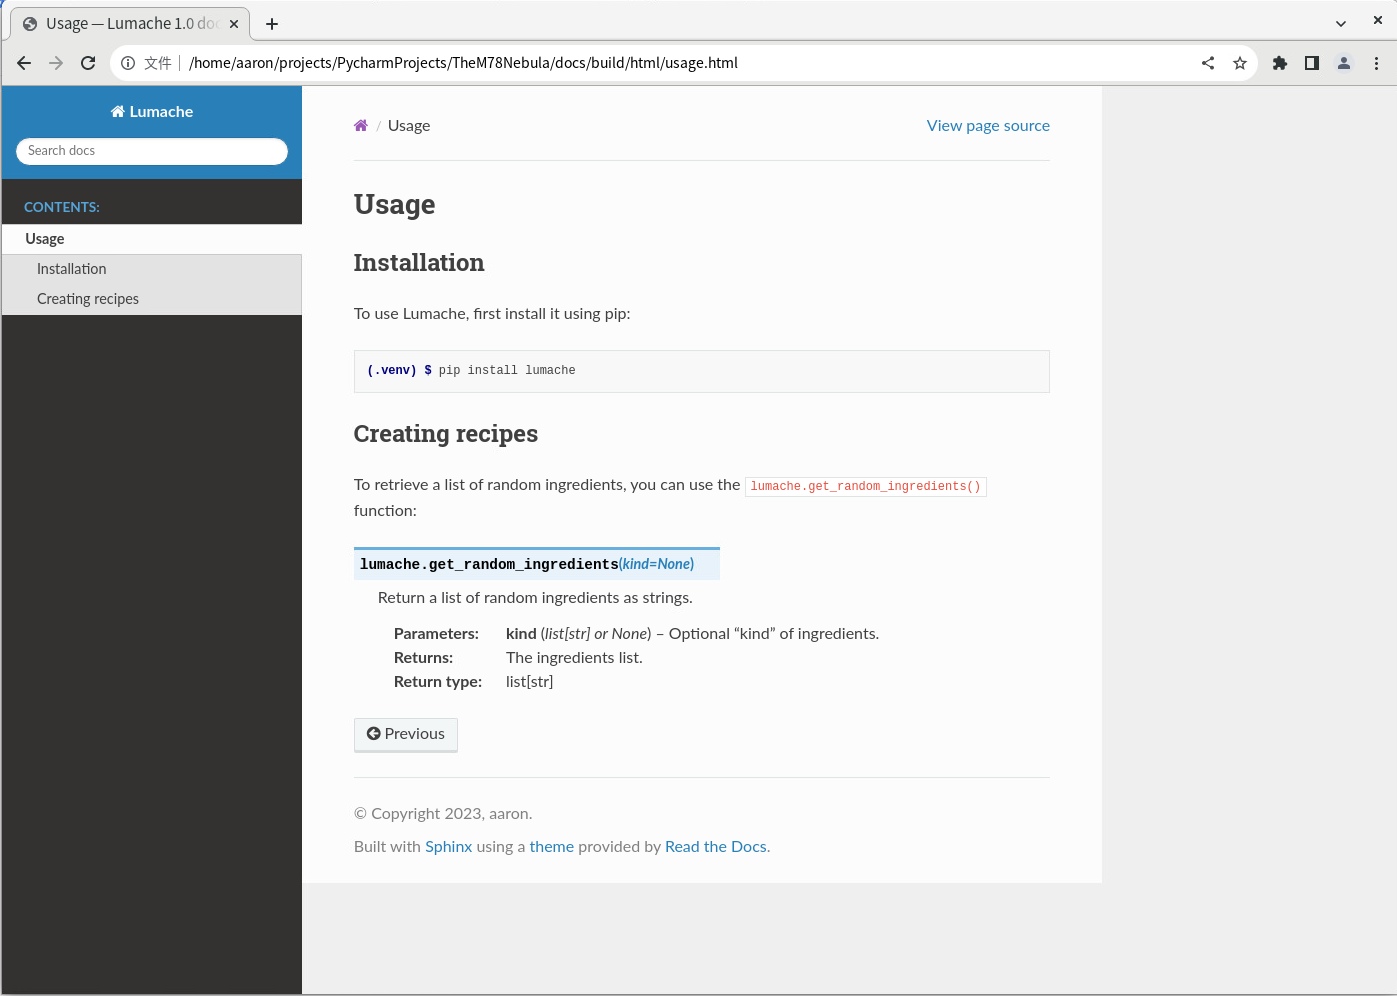 Usage — Lumache 1.0 doc
文件 /home/aaron/projects/PycharmProjects/TheM78Nebula/docs/build/html/usage.html
Lumache
Search docs
CONTENTS:
Usage
Installation
Creating recipes
/ Usage
View page source
Usage
Installation
To use Lumache, first install it using pip:
(.venv) $ pip install lumache
Creating recipes
To retrieve a list of random ingredients, you can use the lumache.get_random_ingredients()
function:
lumache.get_random_ingredients(kind=None)
Return a list of random ingredients as strings.
Parameters: kind (list[str] or None) – Optional “kind” of ingredients.
Returns: The ingredients list.
Return type: list[str]
Previous
© Copyright 2023, aaron.
Built with Sphinx using a theme provided by Read the Docs.